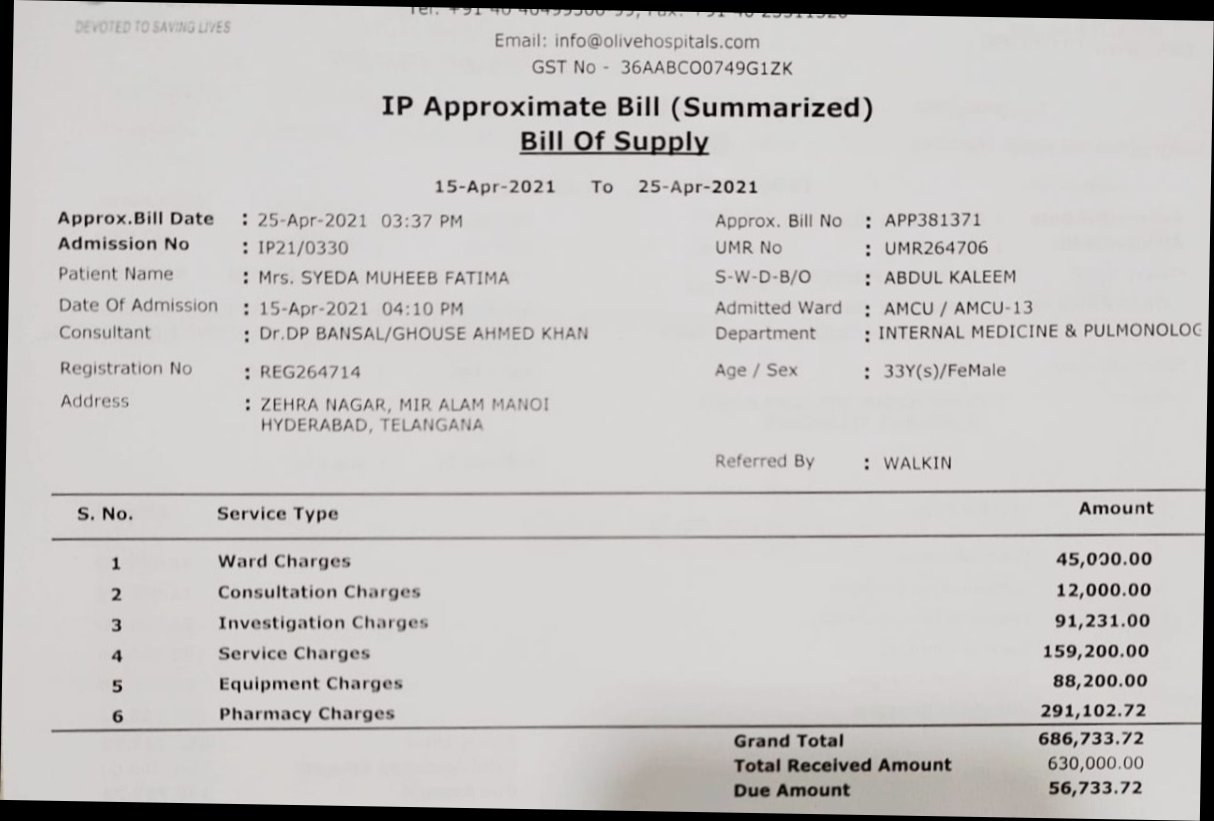 DEVOTED TO SAVING LIVES
Email: info@olivehospitals.com
GST No - 36AABCO0749G1ZK
IP Approximate Bill (Summarized)
Bill Of Supply
15-Apr-2021 To 25-Apr-2021
Approx.Bill Date : 25-Apr-2021 03:37 PM Approx. Bill No : APP381371
Admission No : IP21/0330 UMR No : UMR264706
Patient Name : Mrs. SYEDA MUHEEB FATIMA S-W-D-B/O : ABDUL KALEEM
Date Of Admission : 15-Apr-2021 04:10 PM Admitted Ward : AMCU / AMCU-13
Consultant : Dr.DP BANSAL/GHOUSE AHMED KHAN Department : INTERNAL MEDICINE & PULMONOLOG
Registration No : REG264714 Age / Sex : 33Y(s)/FeMale
Address : ZEHRA NAGAR, MIR ALAM MANOI
HYDERABAD, TELANGANA
Referred By : WALKIN
S. No. Service Type Amount
1 Ward Charges 45,000.00
2 Consultation Charges 12,000.00
3 Investigation Charges 91,231.00
4 Service Charges 159,200.00
5 Equipment Charges 88,200.00
6 Pharmacy Charges 291,102.72
Grand Total 686,733.72
Total Received Amount 630,000.00
Due Amount 56,733.72